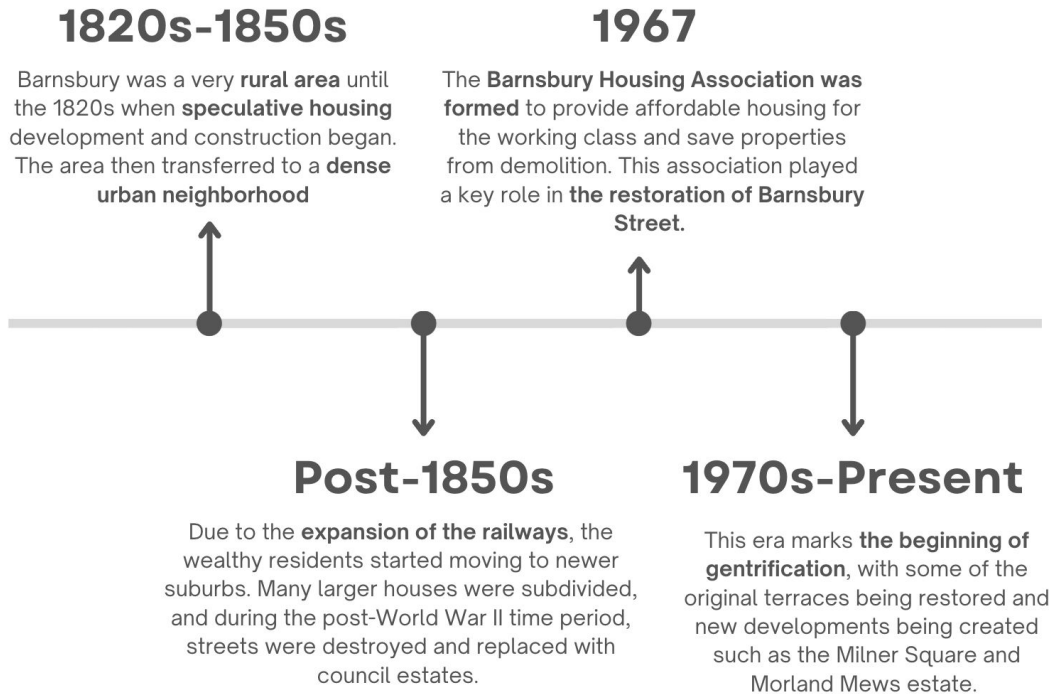 1820s-1850s
Barnsbury was a very rural area until
the 1820s when speculative housing
development and construction began.
The area then transferred to a dense
urban neighborhood
1967
The Barnsbury Housing Association was
formed to provide affordable housing for
the working class and save properties
from demolition. This association played
a key role in the restoration of Barnsbury
Street.
Post-1850s
Due to the expansion of the railways, the
wealthy residents started moving to newer
suburbs. Many larger houses were subdivided,
and during the post-World War II time period,
streets were destroyed and replaced with
council estates.
1970s-Present
This era marks the beginning of
gentrification, with some of the
original terraces being restored and
new developments being created
such as the Milner Square and
Morland Mews estate.